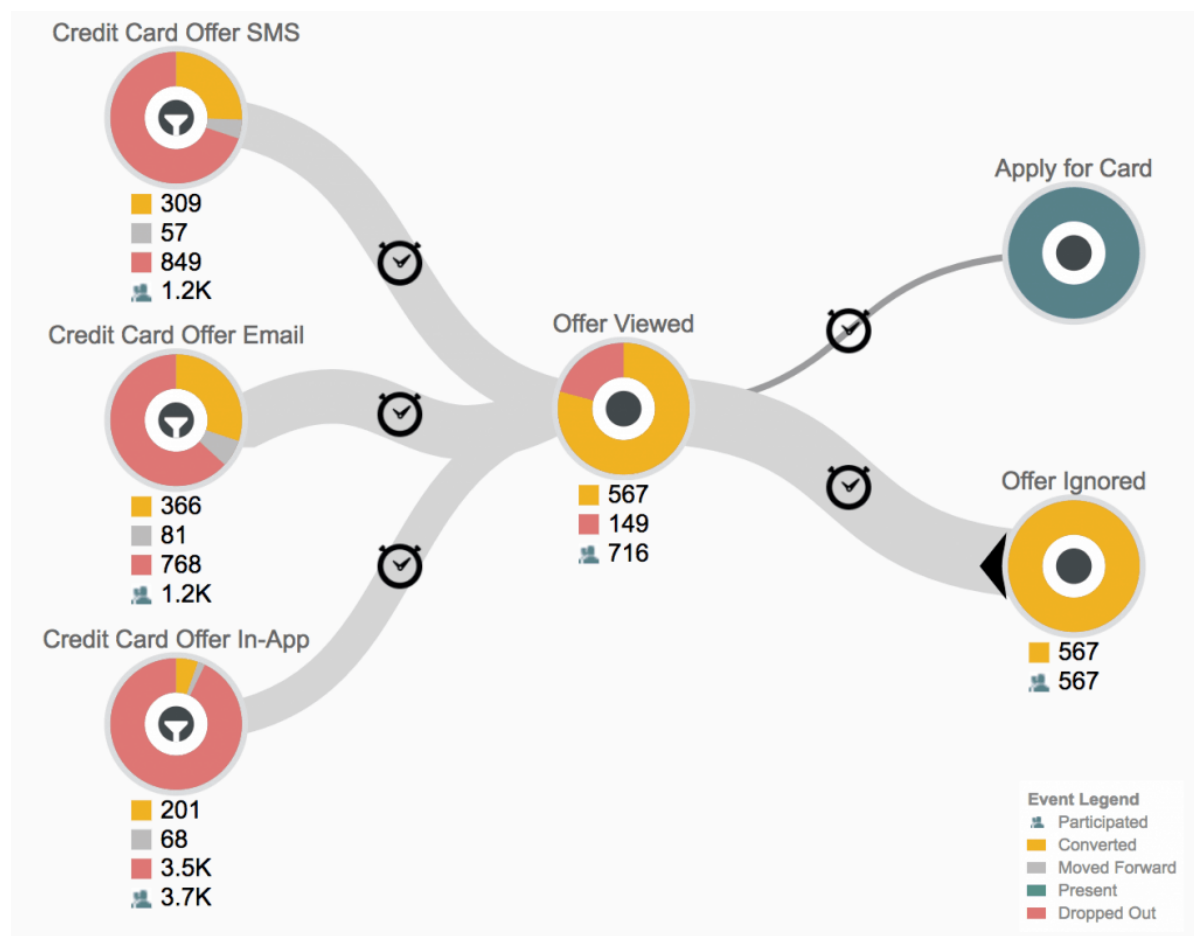 Credit Card Offer SMS
309
57
849
1.2K
Credit Card Offer Email
366
81
768
1.2K
Credit Card Offer In-App
201
68
3.5K
3.7K
Offer Viewed
567
149
716
Apply for Card
Offer Ignored
567
567
Event Legend
Participated
Converted
Moved Forward
Present
Dropped Out